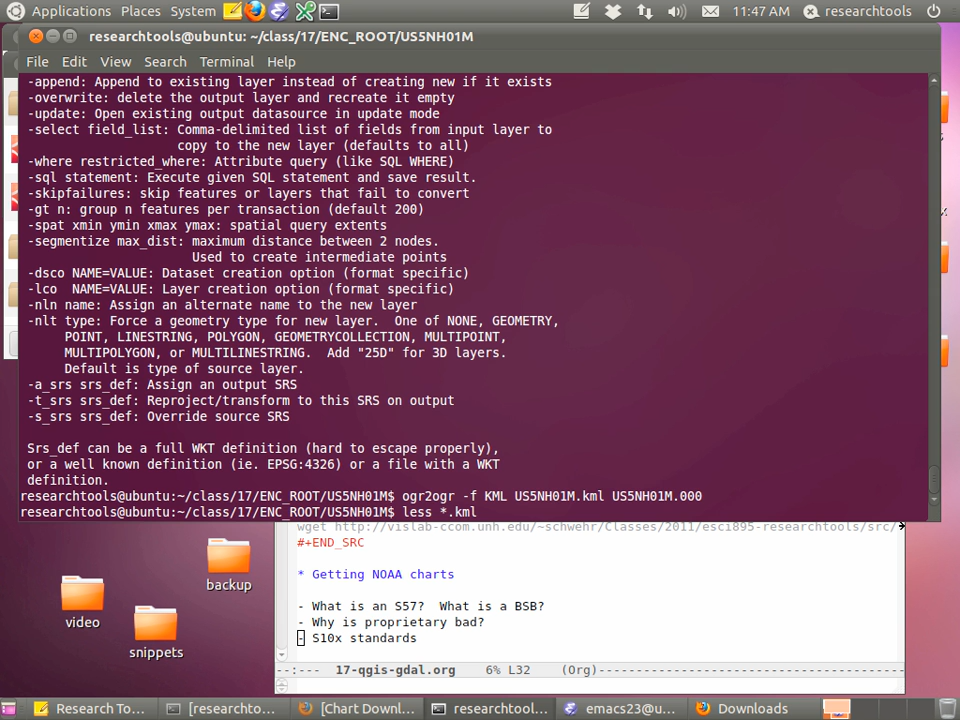 Applications Places System 11:47 AM researchtools
researchtools@ubuntu: ~/class/17/ENC_ROOT/US5NH01M
File Edit View Search Terminal Help
-append: Append to existing layer instead of creating new if it exists
-overwrite: delete the output layer and recreate it empty
-update: Open existing output datasource in update mode
-select field_list: Comma-delimited list of fields from input layer to
copy to the new layer (defaults to all)
-where restricted_where: Attribute query (like SQL WHERE)
-sql statement: Execute given SQL statement and save result.
-skipfailures: skip features or layers that fail to convert
-gt n: group n features per transaction (default 200)
-spat xmin ymin xmax ymax: spatial query extents
-segmentize max_dist: maximum distance between 2 nodes.
Used to create intermediate points
-dsco NAME=VALUE: Dataset creation option (format specific)
-lco  NAME=VALUE: Layer creation option (format specific)
-nln name: Assign an alternate name to the new layer
-nlt type: Force a geometry type for new layer.  One of NONE, GEOMETRY,
POINT, LINESTRING, POLYGON, GEOMETRYCOLLECTION, MULTIPOINT,
MULTIPOLYGON, or MULTILINESTRING.  Add "25D" for 3D layers.
Default is type of source layer.
-a_srs srs_def: Assign an output SRS
-t_srs srs_def: Reproject/transform to this SRS on output
-s_srs srs_def: Override source SRS
Srs_def can be a full WKT definition (hard to escape properly),
or a well known definition (ie. EPSG:4326) or a file with a WKT
definition.
researchtools@ubuntu:~/class/17/ENC_ROOT/US5NH01M$ ogr2ogr -f KML US5NH01M.kml US5NH01M.000
researchtools@ubuntu:~/class/17/ENC_ROOT/US5NH01M$ less *.kml
wget http://vislab-ccom.unh.edu/~schwehr/Classes/2011/esci895-researchtools/src/
#+END_SRC
* Getting NOAA charts
- What is an S57?  What is a BSB?
- Why is proprietary bad?
- S10x standards
--:---  17-qgis-gdal.org  6% L32  (Org)
backup
video
snippets
Research To... [researchto... [Chart Downl... researchtool... emacs23@u... Downloads